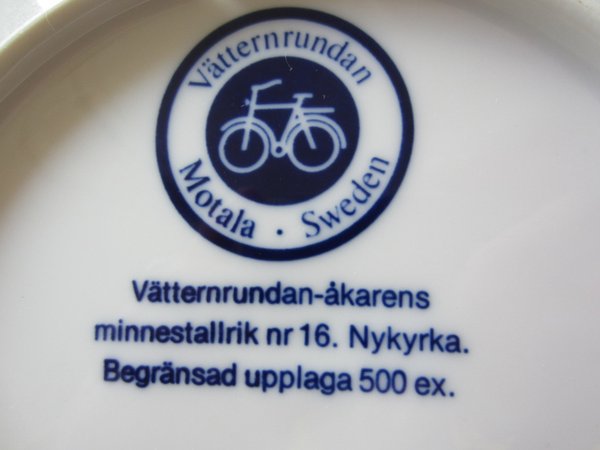 Vätternrundan
Motala · Sweden
Vätternrundan-åkarens
minnestallrik nr 16. Nykyrka.
Begränsad upplaga 500 ex.